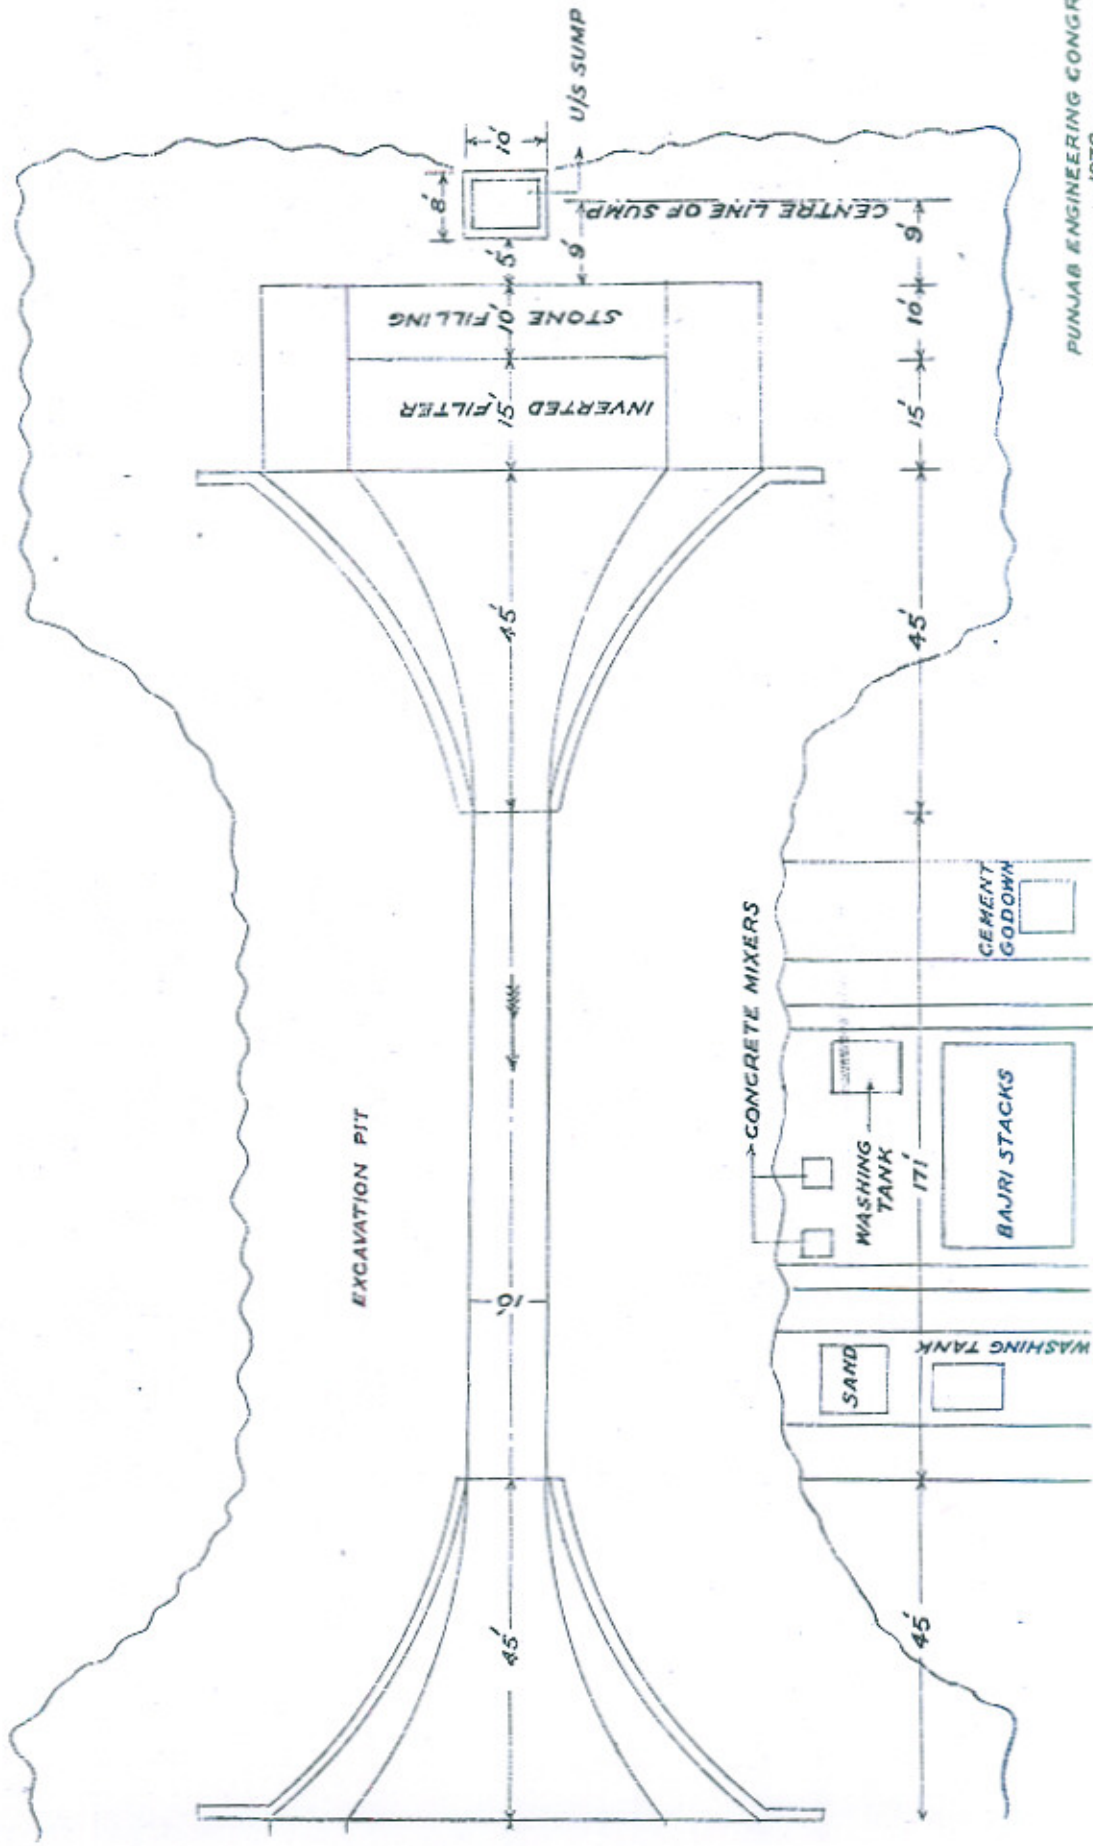 PUNJAB ENGINEERING CONGR
U/S SUMP
10'
8'
CENTRE LINE OF SUMP
5'
9'
9'
10'
STONE FILLING
10'
15'
INVERTED FILTER
15'
45'
45'
CEMENT
GODOWN
CONCRETE MIXERS
WASHING
TANK
171'
BAJRI STACKS
EXCAVATION PIT
10'
SAND
WASHING TANK
45'
45'